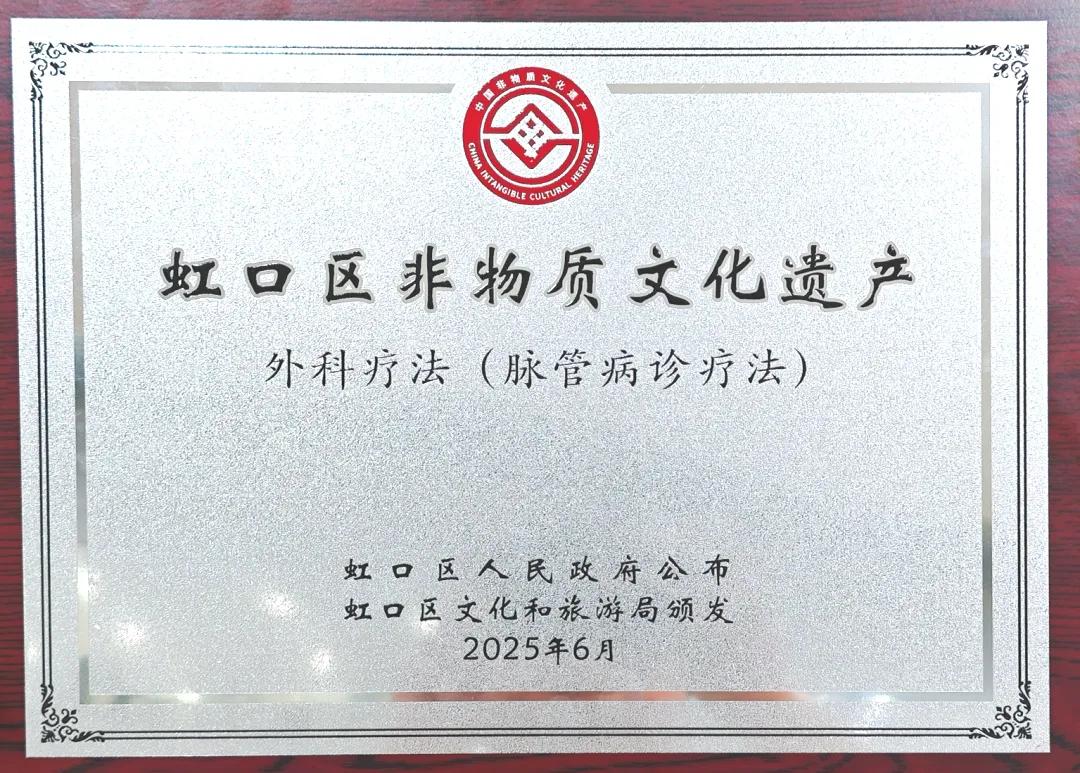 中国非物质文化遗产
CHINA INTANGIBLE CULTURAL HERITAGE
虹口区非物质文化遗产
外科疗法（脉管病诊疗法）
虹口区人民政府公布
虹口区文化和旅游局颁发
2025年6月